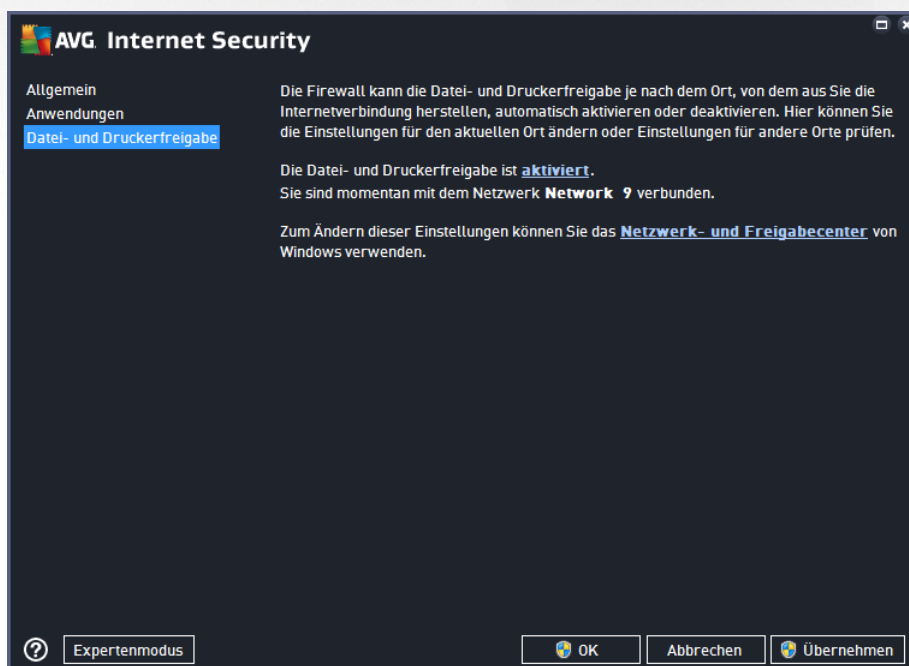 AVG Internet Security
Allgemein
Anwendungen
Datei- und Druckerfreigabe
Die Firewall kann die Datei- und Druckerfreigabe je nach dem Ort, von dem aus Sie die
Internetverbindung herstellen, automatisch aktivieren oder deaktivieren. Hier können Sie
die Einstellungen für den aktuellen Ort ändern oder Einstellungen für andere Orte prüfen.
Die Datei- und Druckerfreigabe ist aktiviert.
Sie sind momentan mit dem Netzwerk Network 9 verbunden.
Zum Ändern dieser Einstellungen können Sie das Netzwerk- und Freigabecenter von
Windows verwenden.
? Expertenmodus OK Abbrechen Übernehmen